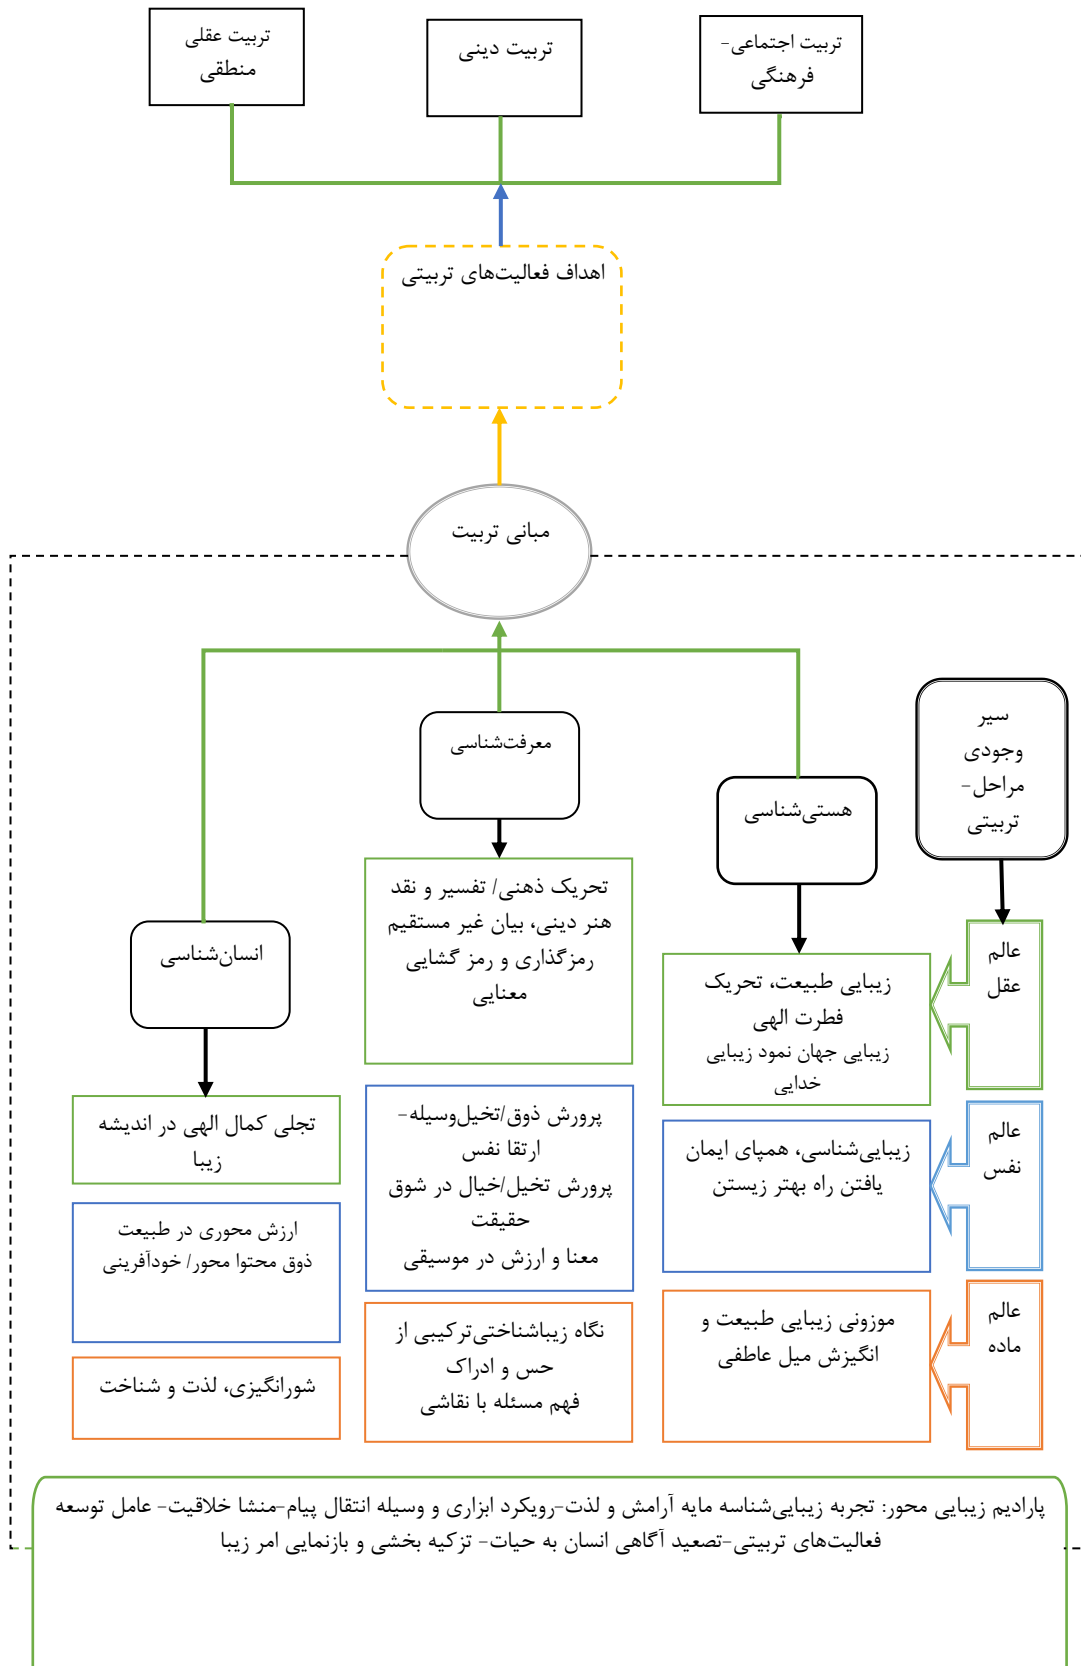 تربیت اجتماعی-
فرهنگی
تربیت دینی
تربیت عقلی
منطقی
اهداف فعالیت‌های تربیتی
مبانی تربیت
سیر
وجودی
مراحل-
تربیتی
هستی‌شناسی
معرفت‌شناسی
انسان‌شناسی
عالم
عقل
زیبایی طبیعت، تحریک
فطرت الهی
زیبایی جهان نمود زیبایی
خدایی
تحریک ذهنی/ تفسیر و نقد
هنر دینی، بیان غیر مستقیم
رمزگذاری و رمز گشایی
معنایی
تجلی کمال الهی در اندیشه
زیبا
عالم
نفس
زیبایی‌شناسی، همپای ایمان
یافتن راه بهتر زیستن
پرورش ذوق/تخیل‌وسیله-
ارتقا نفس
پرورش تخیل/خیال در شوق
حقیقت
معنا و ارزش در موسیقی
ارزش محوری در طبیعت
ذوق محتوا محور/ خودآفرینی
عالم
ماده
موزونی زیبایی طبیعت و
انگیزش میل عاطفی
نگاه زیباشناختی‌ترکیبی از
حس و ادراک
فهم مسئله با نقاشی
شورانگیزی، لذت و شناخت
پارادیم زیبایی محور: تجربه زیبایی‌شناسه مایه آرامش و لذت-رویکرد ابزاری و وسیله انتقال پیام-منشا خلاقیت- عامل توسعه
فعالیت‌های تربیتی-تصعید آگاهی انسان به حیات- تزکیه بخشی و بازنمایی امر زیبا